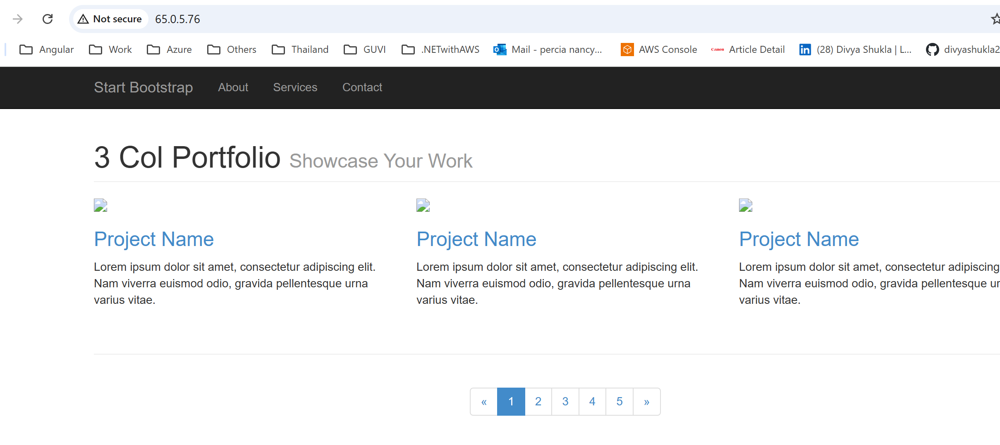 Not secure 65.0.5.76
Angular Work Azure Others Thailand GUVI .NETwithAWS Mail - percia nancy... AWS Console Canon Article Detail in (28) Divya Shukla | L... divyashukla2
Start Bootstrap About Services Contact
3 Col Portfolio Showcase Your Work
Project Name
Lorem ipsum dolor sit amet, consectetur adipiscing elit.
Nam viverra euismod odio, gravida pellentesque urna
varius vitae.
Project Name
Lorem ipsum dolor sit amet, consectetur adipiscing elit.
Nam viverra euismod odio, gravida pellentesque urna
varius vitae.
Project Name
Lorem ipsum dolor sit amet, consectetur adipiscing
Nam viverra euismod odio, gravida pellentesque ur
varius vitae.
« 1 2 3 4 5 »